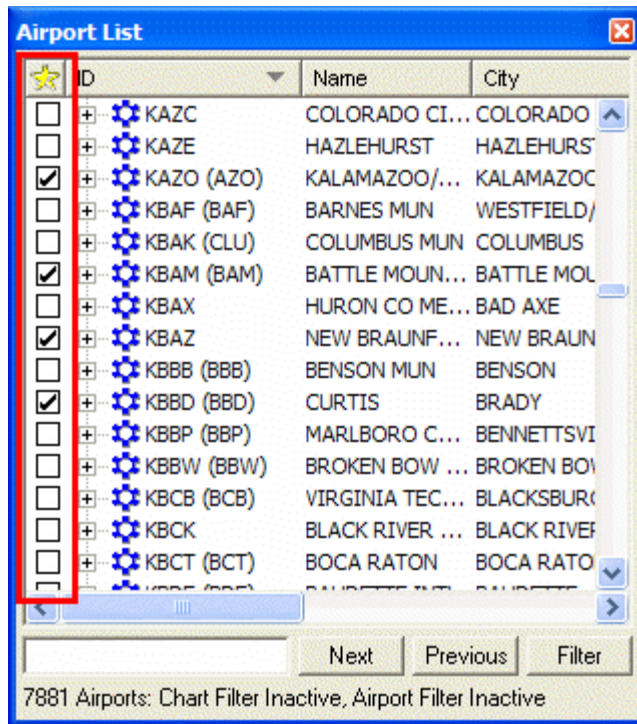 Airport List
ID Name City
KAZC COLORADO CI... COLORADO
KAZE HAZLEHURST HAZLEHURS
KAZO (AZO) KALAMAZOO/... KALAMAZOO
KBAF (BAF) BARNES MUN WESTFIELD/
KBAK (CLU) COLUMBUS MUN COLUMBUS
KBAM (BAM) BATTLE MOUN... BATTLE MOU
KBAX HURON CO ME... BAD AXE
KBAZ NEW BRAUNF... NEW BRAUN
KBBB (BBB) BENSON MUN BENSON
KBBD (BBD) CURTIS BRADY
KBBP (BBP) MARLBORO C... BENNETTSVI
KBBW (BBW) BROKEN BOW ... BROKEN BOW
KBCB (BCB) VIRGINIA TEC... BLACKSBURG
KBCK BLACK RIVER ... BLACK RIVER
KBCT (BCT) BOCA RATON BOCA RATO
Next Previous Filter
7881 Airports: Chart Filter Inactive, Airport Filter Inactive